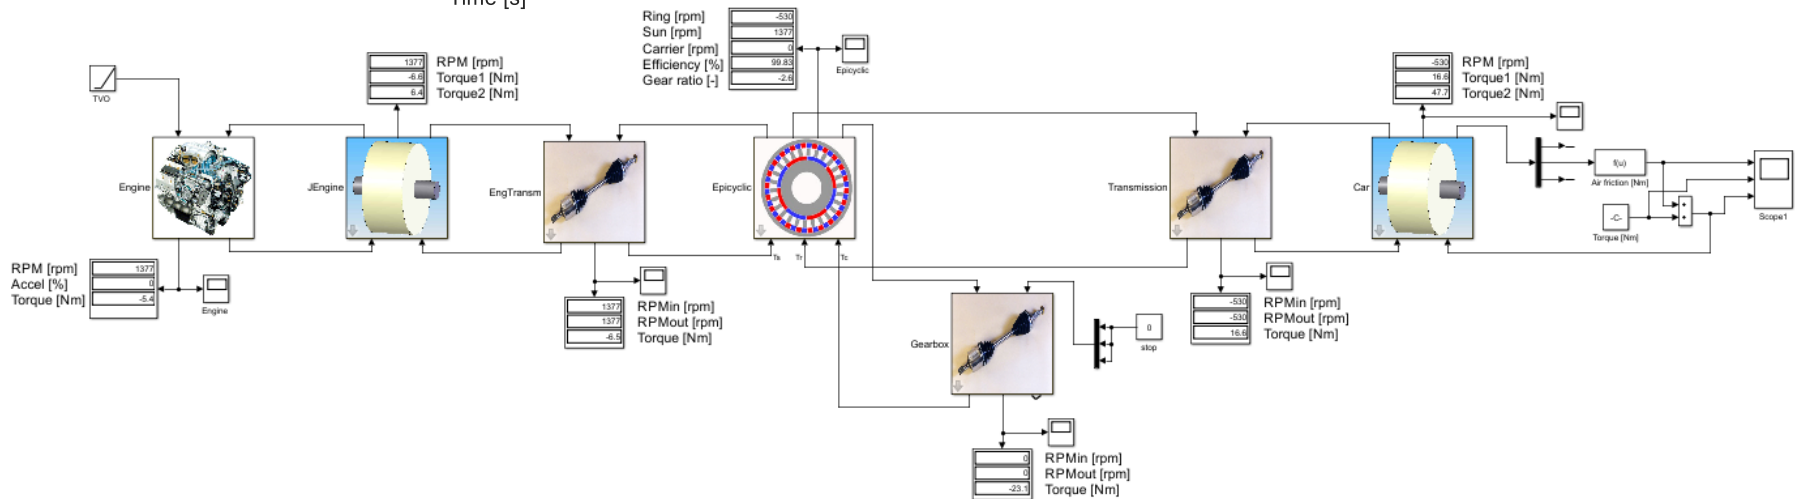 Time [s]
Ring [rpm] -530
Sun [rpm] 1377
Carrier [rpm] 0
Efficiency [%] 99.83
Gear ratio [-] -2.6
Epicyclic
1377 RPM [rpm]
-6.6 Torque1 [Nm]
6.4 Torque2 [Nm]
-530 RPM [rpm]
16.6 Torque1 [Nm]
47.7 Torque2 [Nm]
TVO
Engine
JEngine
EngTransm
Epicyclic
Transmission
Car
f(u)
Air friction [Nm]
-C-
Torque [Nm]
+
+
Scope1
Ts
Tr
Tc
RPM [rpm] 1377
Accel [%] 0
Torque [Nm] -5.4
Engine
1377 RPMin [rpm]
1377 RPMout [rpm]
-6.5 Torque [Nm]
Gearbox
0
stop
-530 RPMin [rpm]
-530 RPMout [rpm]
16.6 Torque [Nm]
0 RPMin [rpm]
0 RPMout [rpm]
-23.1 Torque [Nm]